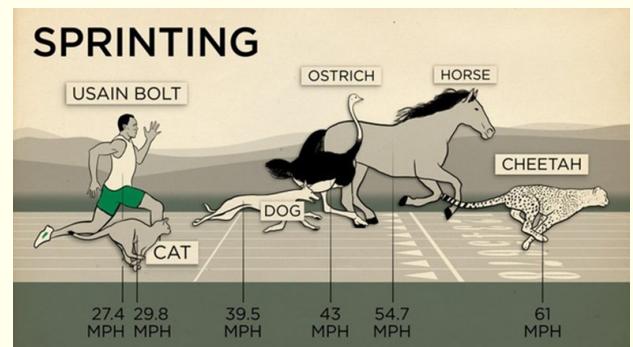 SPRINTING
USAIN BOLT
OSTRICH
HORSE
CHEETAH
DOG
CAT
27.4 29.8 39.5 43 54.7 61
MPH MPH MPH MPH MPH MPH